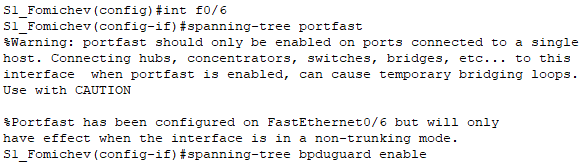 S1_Fomichev(config)#int f0/6
S1_Fomichev(config-if)#spanning-tree portfast
%Warning: portfast should only be enabled on ports connected to a single
host. Connecting hubs, concentrators, switches, bridges, etc... to this
interface  when portfast is enabled, can cause temporary bridging loops.
Use with CAUTION

%Portfast has been configured on FastEthernet0/6 but will only
have effect when the interface is in a non-trunking mode.
S1_Fomichev(config-if)#spanning-tree bpduguard enable